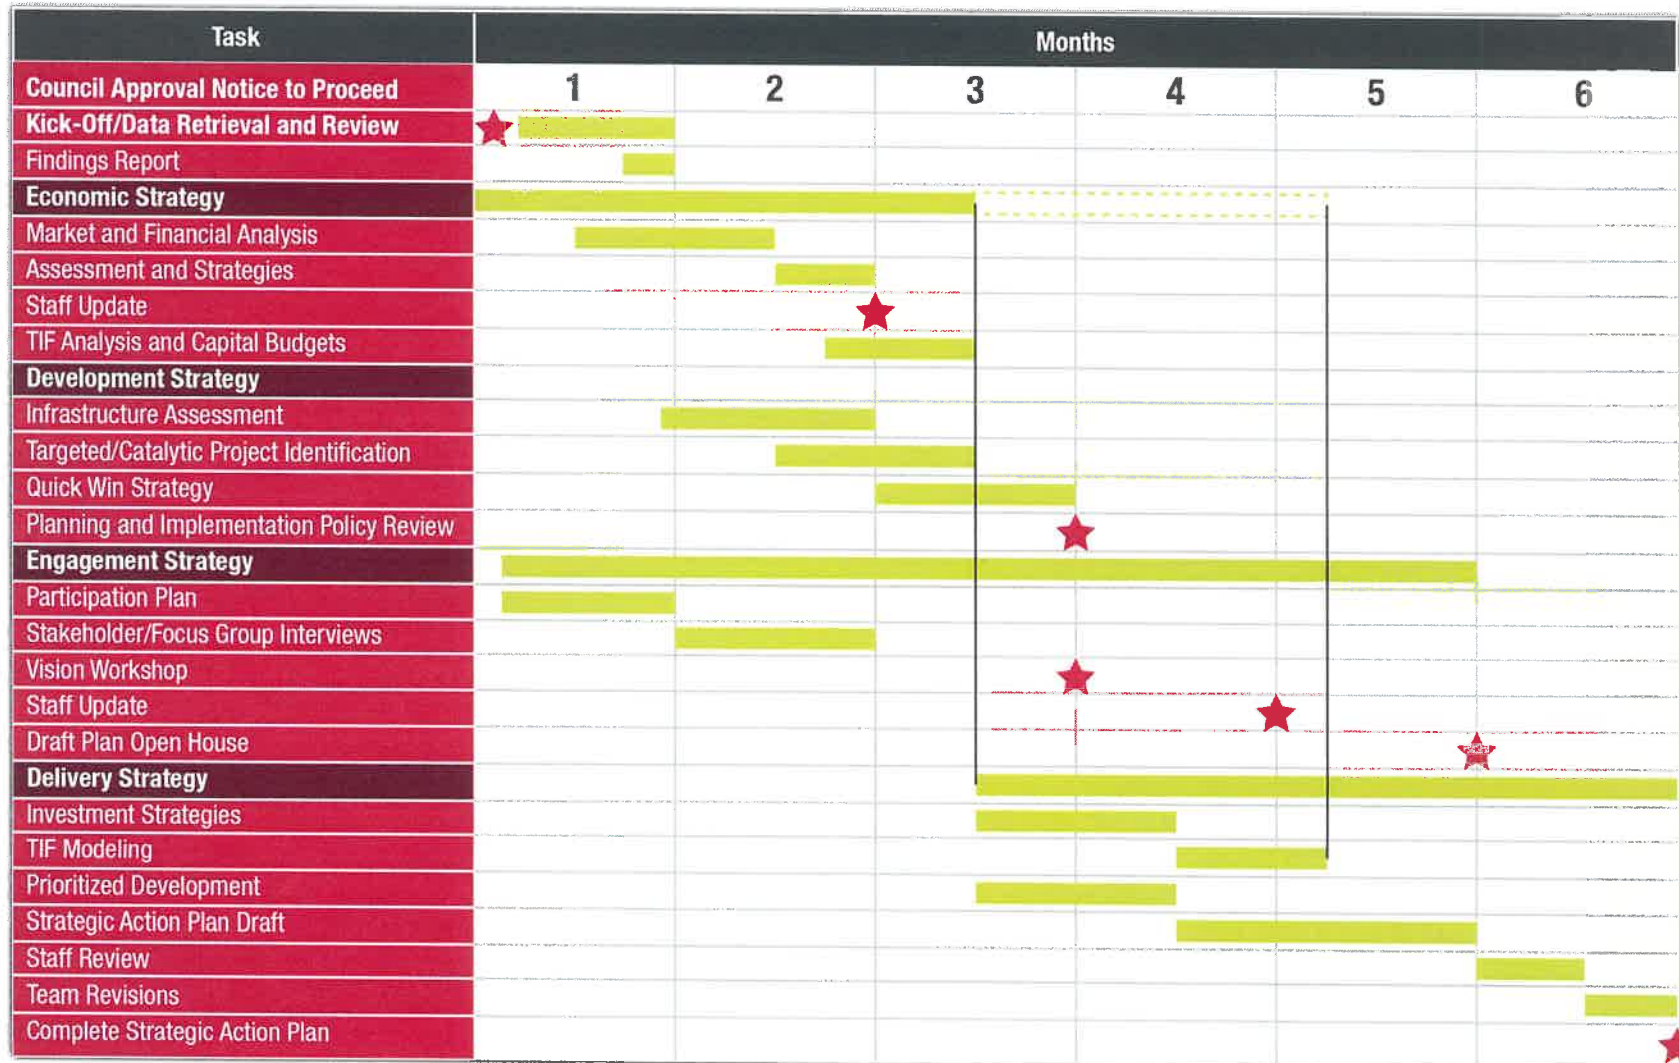 Task Months
Council Approval Notice to Proceed 1 2 3 4 5 6
Kick-Off/Data Retrieval and Review
Findings Report
Economic Strategy
Market and Financial Analysis
Assessment and Strategies
Staff Update
TIF Analysis and Capital Budgets
Development Strategy
Infrastructure Assessment
Targeted/Catalytic Project Identification
Quick Win Strategy
Planning and Implementation Policy Review
Engagement Strategy
Participation Plan
Stakeholder/Focus Group Interviews
Vision Workshop
Staff Update
Draft Plan Open House
Delivery Strategy
Investment Strategies
TIF Modeling
Prioritized Development
Strategic Action Plan Draft
Staff Review
Team Revisions
Complete Strategic Action Plan